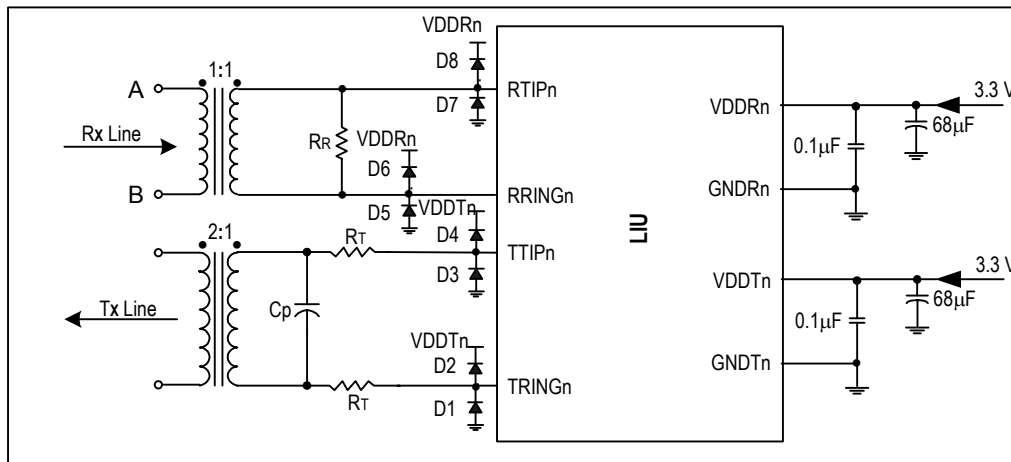 VDDRn
1:1
D8
A
RTIPn
D7
VDDRn
3.3 V
Rx Line
RR
VDDRn
D6
0.1µF
68µF
B
RRINGn
GNDRn
D5
VDDTn
LIU
2:1
RT
D4
TTIPn
D3
VDDTn
3.3 V
Tx Line
Cp
VDDTn
0.1µF
68µF
D2
GNDTn
TRINGn
RT
D1